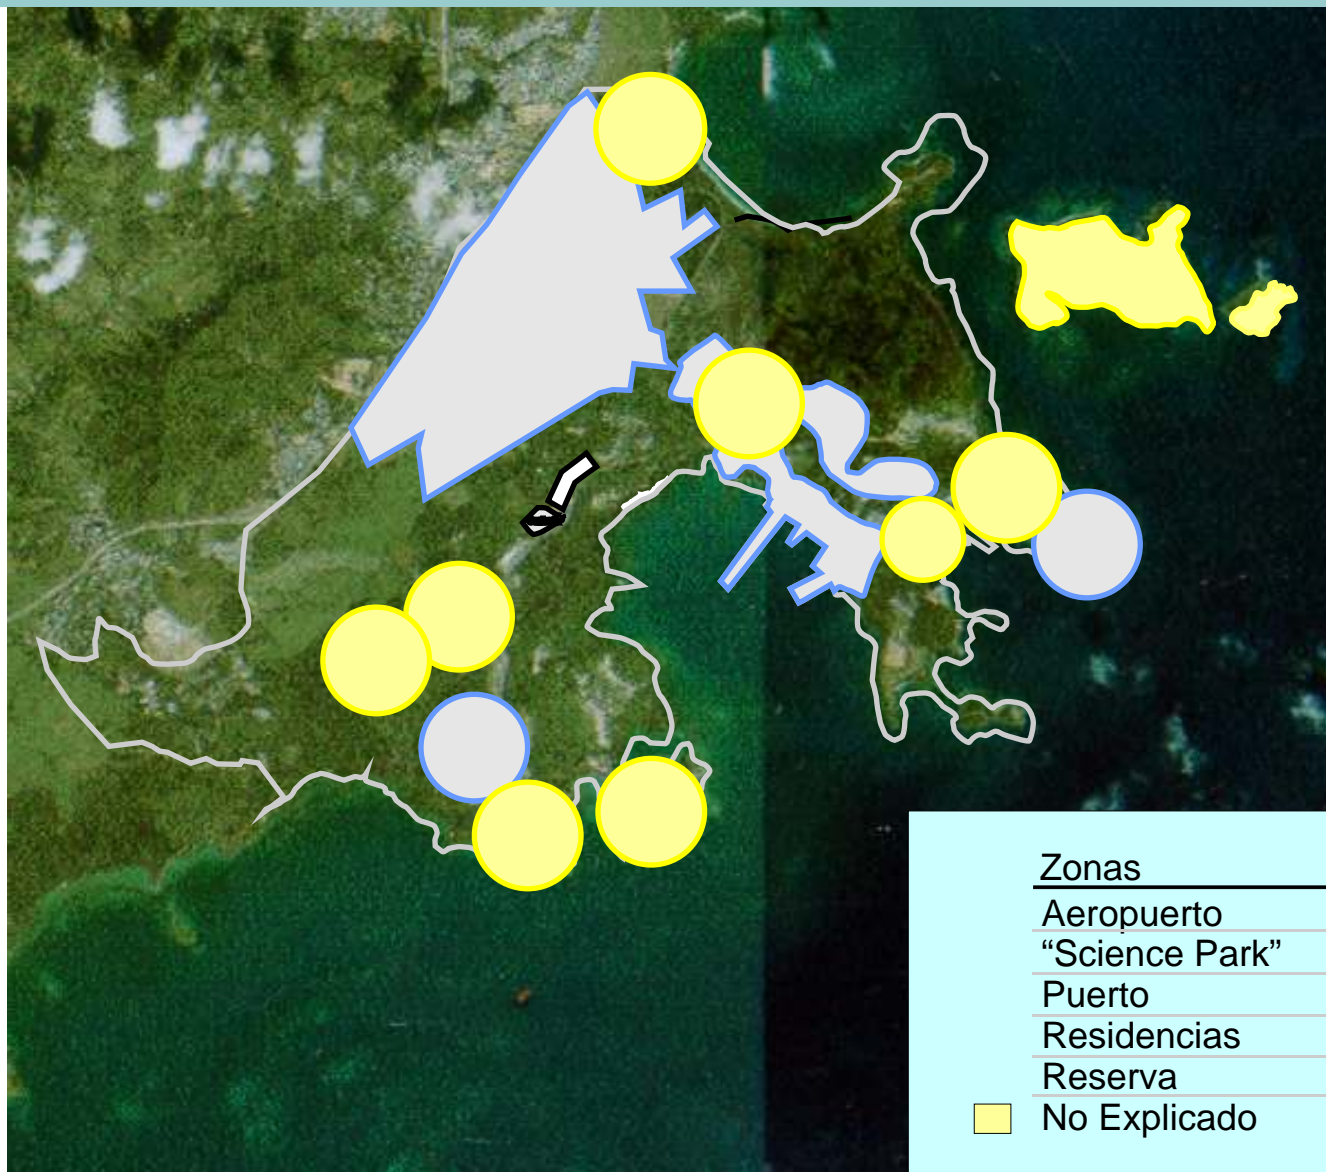 Zonas
Aeropuerto
“Science Park”
Puerto
Residencias
Reserva
No Explicado